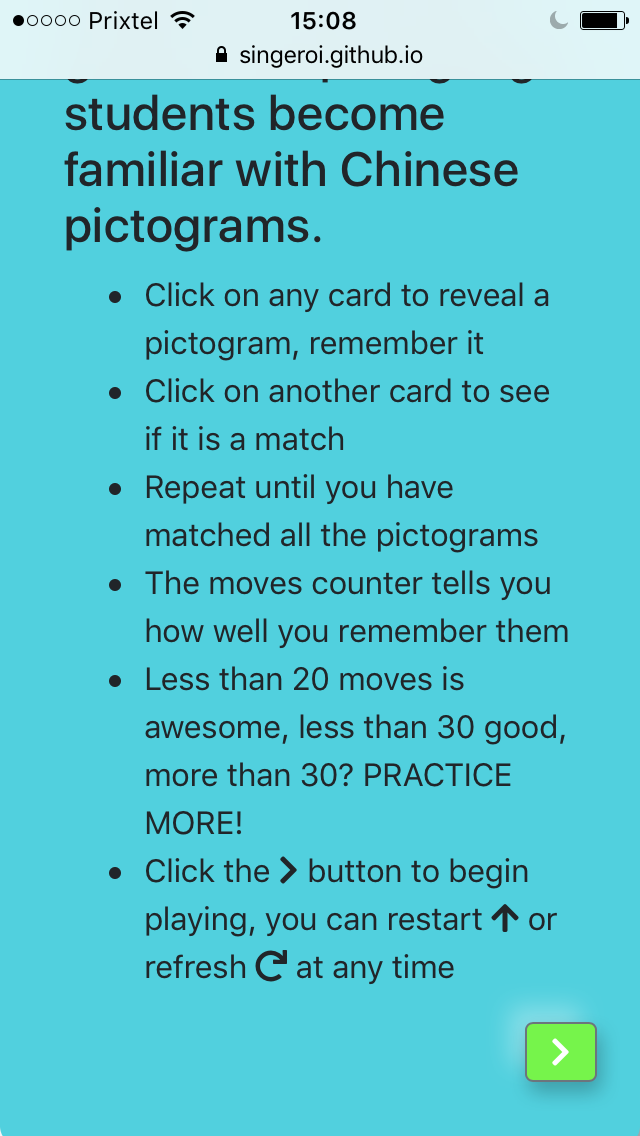 Prixtel 15:08
singeroi.github.io
students become
familiar with Chinese
pictograms.
• Click on any card to reveal a
pictogram, remember it
• Click on another card to see
if it is a match
• Repeat until you have
matched all the pictograms
• The moves counter tells you
how well you remember them
• Less than 20 moves is
awesome, less than 30 good,
more than 30? PRACTICE
MORE!
• Click the > button to begin
playing, you can restart ↑ or
refresh ↻ at any time